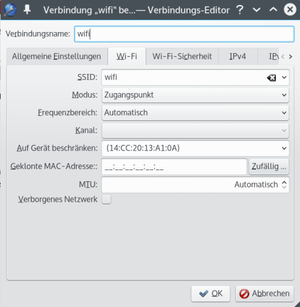 Verbindung „wifi" be...— Verbindungs-Editor
Verbindungsname: wifi
Allgemeine Einstellungen Wi-Fi Wi-Fi-Sicherheit IPv4
SSID: wifi
Modus: Zugangspunkt
Frequenzbereich: Automatisch
Kanal:
Auf Gerät beschränken: (14:CC:20:13:A1:0A)
Geklonte MAC-Adresse:: __:__:__:__:__:__ Zufällig ...
MTU: Automatisch
Verborgenes Netzwerk
OK Abbrechen